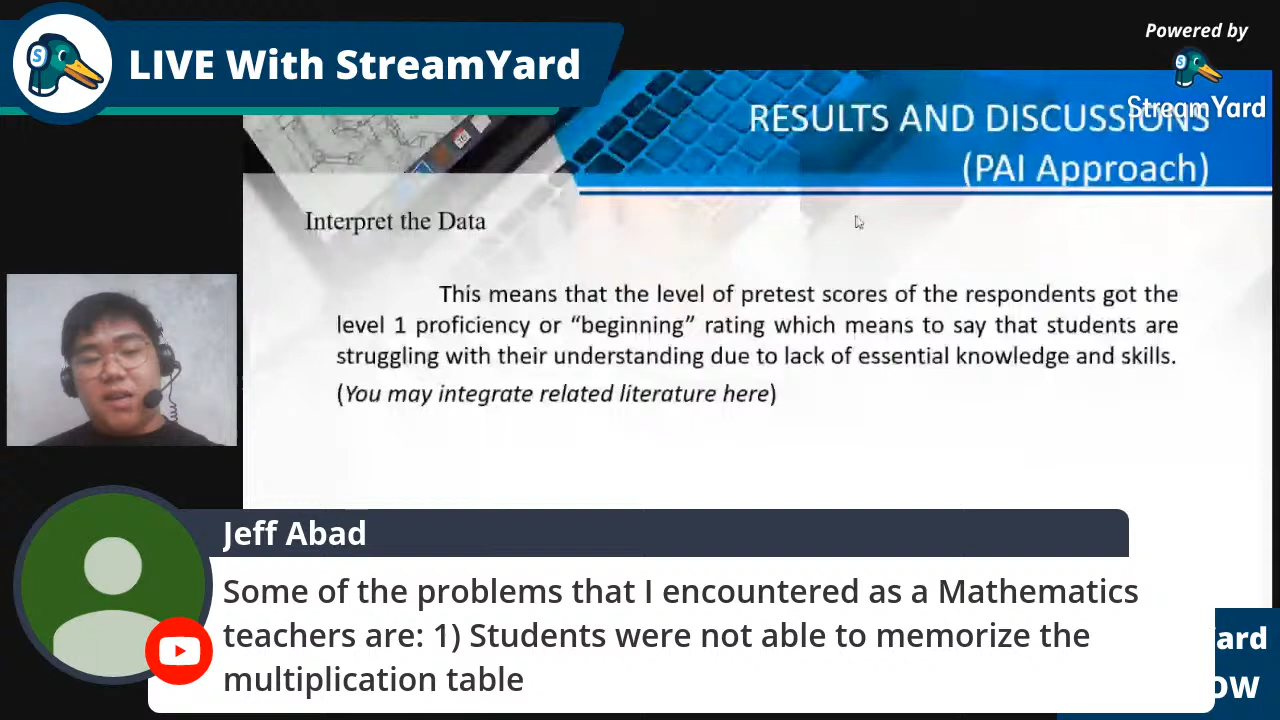 LIVE With StreamYard
Powered by
StreamYard
RESULTS AND DISCUSSIONS
(PAI Approach)
Interpret the Data
This means that the level of pretest scores of the respondents got the
level 1 proficiency or “beginning” rating which means to say that students are
struggling with their understanding due to lack of essential knowledge and skills.
(You may integrate related literature here)
Jeff Abad
Some of the problems that I encountered as a Mathematics
teachers are: 1) Students were not able to memorize the
multiplication table